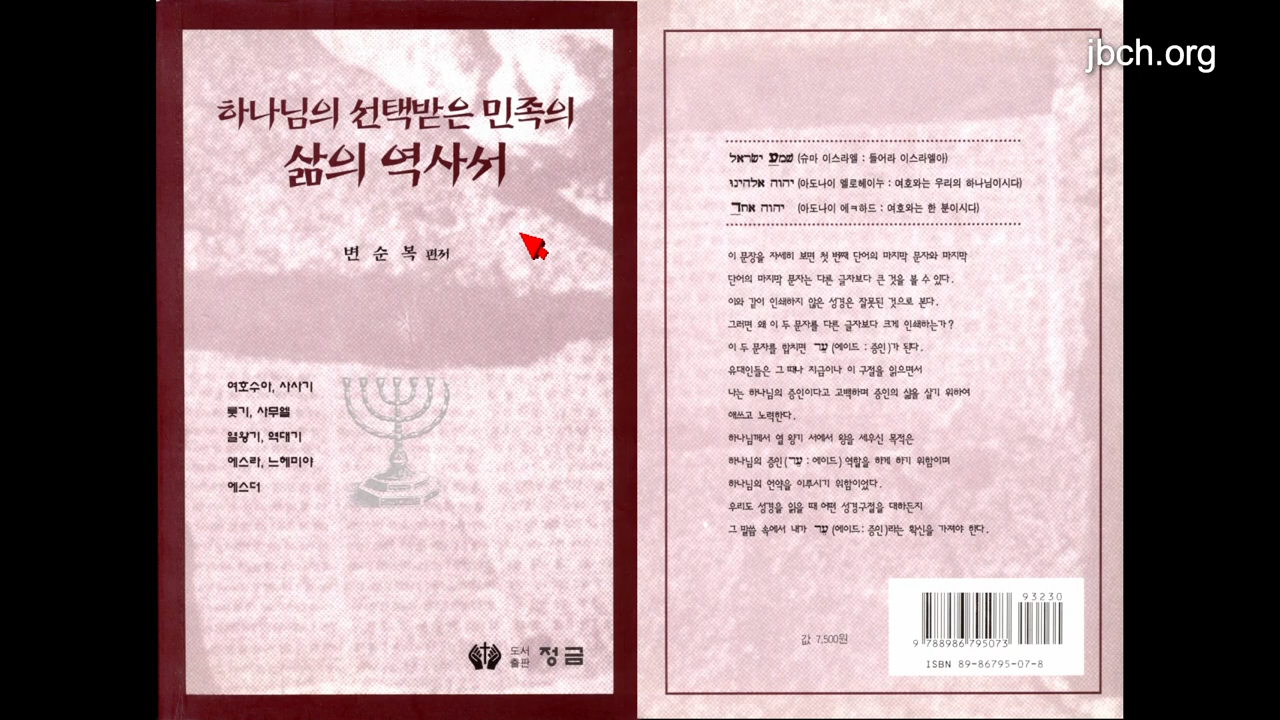 jbch.org
하나님의 선택받은 민족의
삶의 역사서
변 순 복 편저
여호수아, 사사기
룻기, 사무엘
열왕기, 역대기
에스라, 느헤미야
에스더
도서
출판 정금
שמע ישראל (슈마 이스라엘 : 들어라 이스라엘아)
יהוה אלהינו (아도나이 엘로헤이누 : 여호와는 우리의 하나님이시다)
יהוה אחד (아도나이 에ㅋ하드 : 여호와는 한 분이시다)
이 문장을 자세히 보면 첫 번째 단어의 마지막 문자와 마지막
단어의 마지막 문자는 다른 글자보다 큰 것을 볼 수 있다.
이와 같이 인쇄하지 않은 성경은 잘못된 것으로 본다.
그러면 왜 이 두 문자를 다른 글자보다 크게 인쇄하는가?
이 두 문자를 합치면 עֵד (에이드 : 증인)가 된다.
유대인들은 그 때나 지금이나 이 구절을 읽으면서
나는 하나님의 증인이다고 고백하며 증인의 삶을 살기 위하여
애쓰고 노력한다.
하나님께서 열 왕기 서에서 왕을 세우신 목적은
하나님의 증인(עֵד : 에이드) 역할을 하게 하기 위함이며
하나님의 언약을 이루시기 위함이었다.
우리도 성경을 읽을 때 어떤 성경구절을 대하든지
그 말씀 속에서 내가 עֵד (에이드: 증인)라는 확신을 가져야 한다.
값 7,500원
93230
9 788986 795073
ISBN 89-86795-07-8